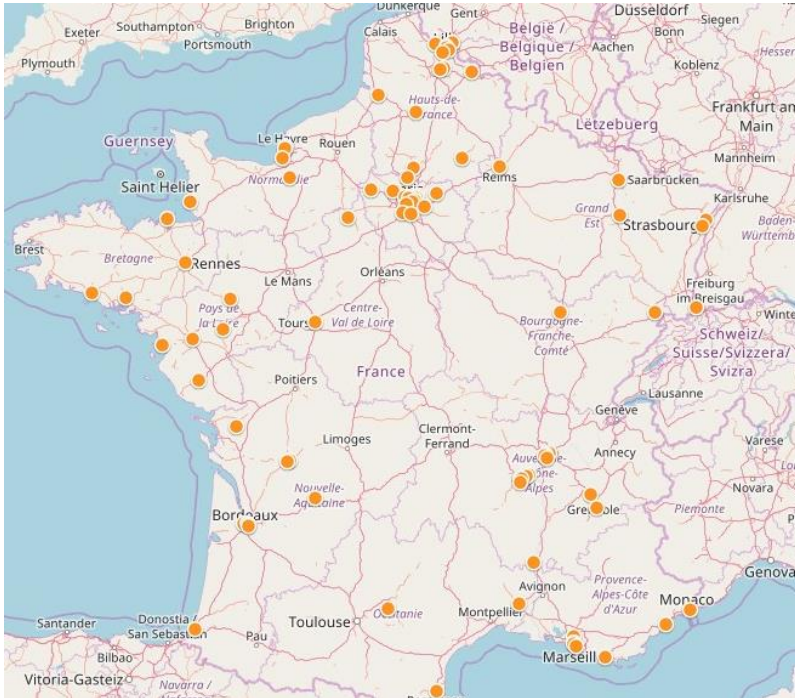 Dunkerque
Gent
Düsseldorf
Siegen
Southampton
Brighton
Calais
België /
Belgique /
Belgien
Exeter
Portsmouth
Aachen
Bonn
Plymouth
Koblenz
Hauts-de-
France
Frankfurt am
Main
Guernsey
Lëtzebuerg
Le Havre
Rouen
Mannheim
Saint Helier
Normandie
Reims
Saarbrücken
Karlsruhe
Grand
Est
Strasbourg
Brest
Bretagne
Rennes
Orléans
Le Mans
Freiburg
im Breisgau
Pays de
la Loire
Tours
Centre-
Val de Loire
Bourgogne-
Franche-
Comté
Schweiz/
Suisse/Svizzera/
Svizra
France
Poitiers
Lausanne
Genève
Limoges
Clermont-
Ferrand
Annecy
Varese
Alpes
Novara
Piemonte
Bordeaux
Genova
Avignon
Provence-
Alpes-Côte
d'Azur
Monaco
Montpellier
Toulouse
Donostia /
San Sebastián
Pau
Santander
Bilbao
Marseill
Vitoria-Gasteiz
Navarra /